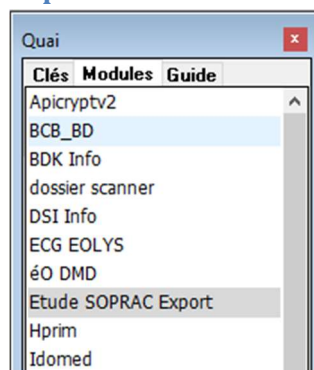 Quai
Clés Modules Guide
Apicryptv2
BCB_BD
BDK Info
dossier scanner
DSI Info
ECG EOLYS
éO DMD
Etude SOPRAC Export
Hprim
Idomed